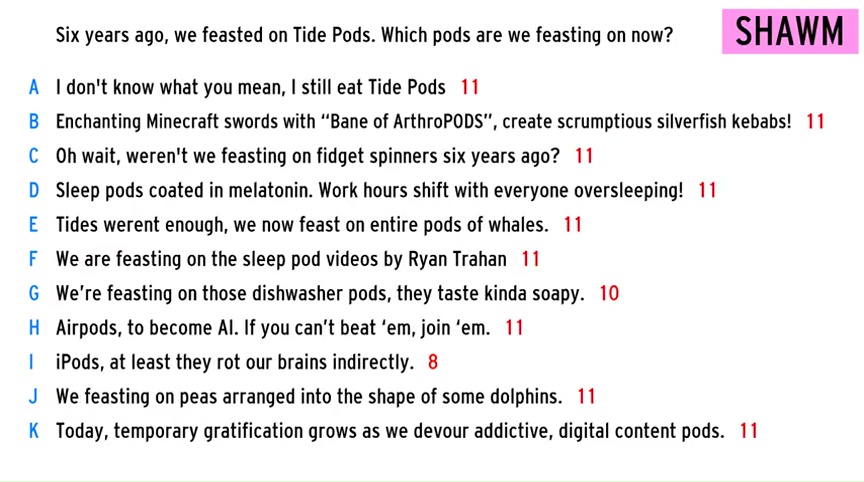 Six years ago, we feasted on Tide Pods. Which pods are we feasting on now?
SHAWM
A I don't know what you mean, I still eat Tide Pods 11
B Enchanting Minecraft swords with “Bane of ArthroPODS”, create scrumptious silverfish kebabs! 11
C Oh wait, weren't we feasting on fidget spinners six years ago? 11
D Sleep pods coated in melatonin. Work hours shift with everyone oversleeping! 11
E Tides werent enough, we now feast on entire pods of whales. 11
F We are feasting on the sleep pod videos by Ryan Trahan 11
G We’re feasting on those dishwasher pods, they taste kinda soapy. 10
H Airpods, to become AI. If you can’t beat ‘em, join ‘em. 11
I iPods, at least they rot our brains indirectly. 8
J We feasting on peas arranged into the shape of some dolphins. 11
K Today, temporary gratification grows as we devour addictive, digital content pods. 11